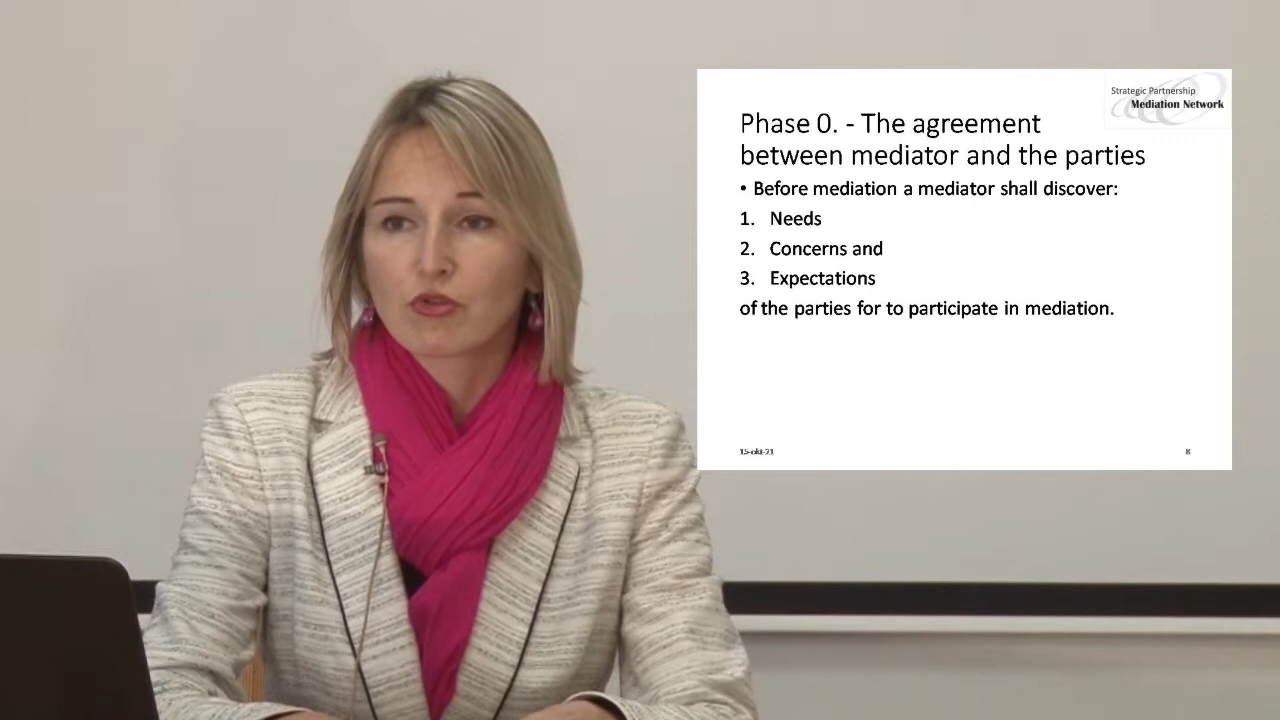 Strategic Partnership
Mediation Network
Phase 0. - The agreement
between mediator and the parties
• Before mediation a mediator shall discover:
1. Needs
2. Concerns and
3. Expectations
of the parties for to participate in mediation.
15-okt-21
8